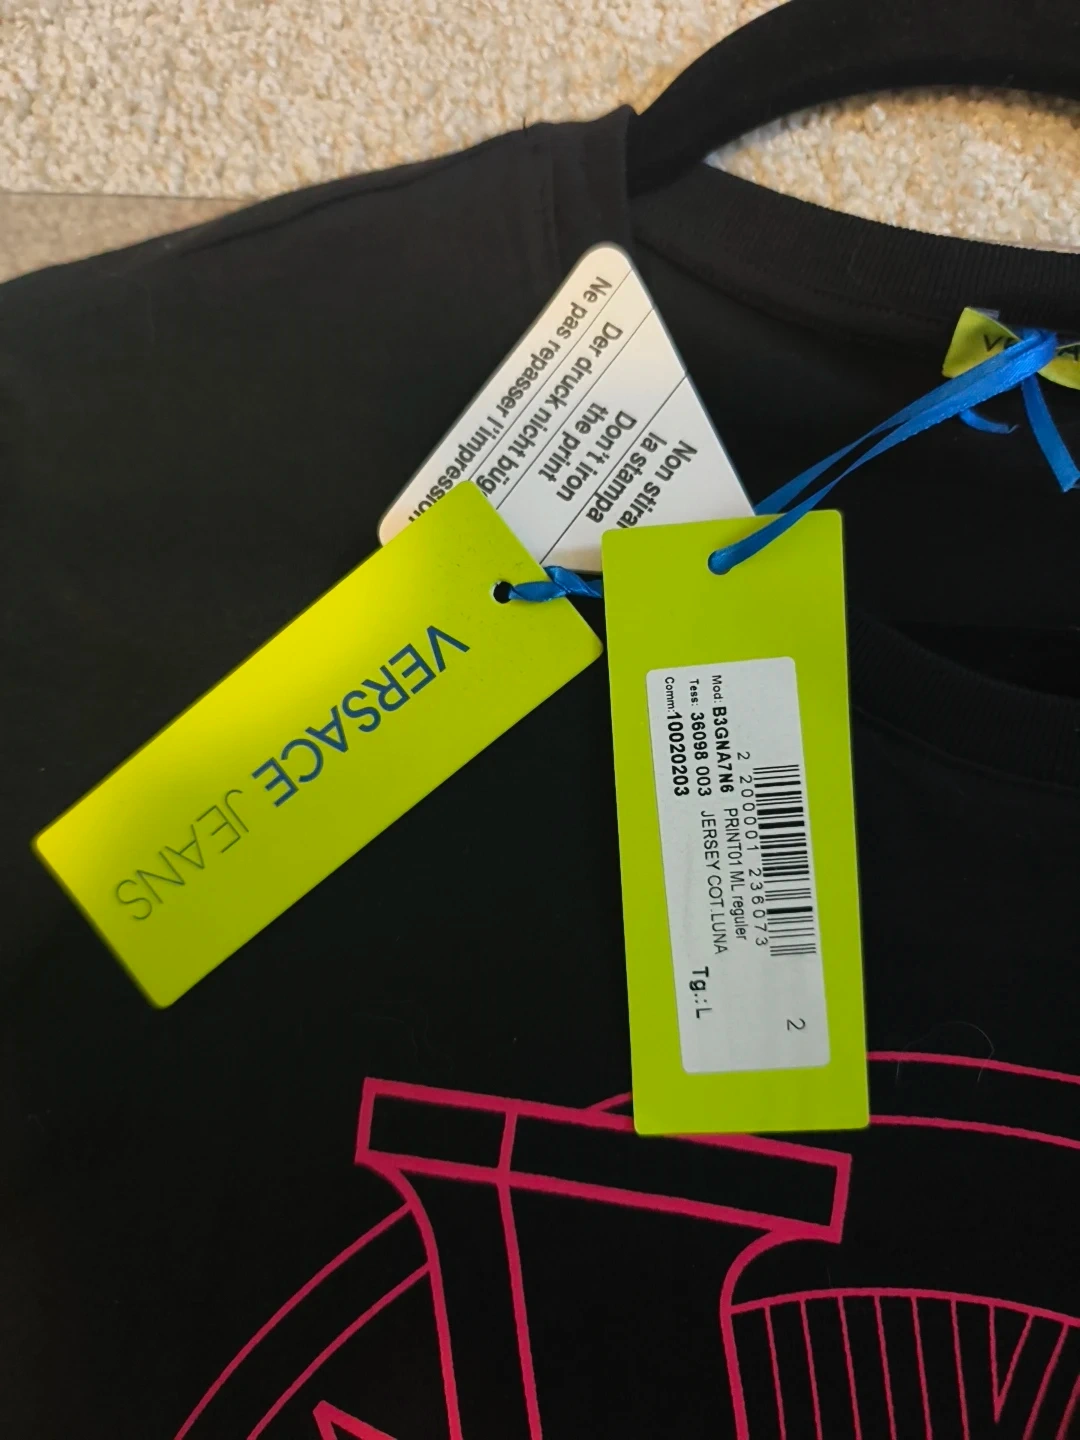 Ne pas repasser l'impression
Der druck nicht büg
Don't iron
the print
Non stirar
la stampa
VERSACE JEANS
Mod: B3GNA7N6 PRINT01 ML reguler
Tess: 36098 003 JERSEY COT.LUNA
Comm:10020203 Tg.: L
2 200001 236073
2